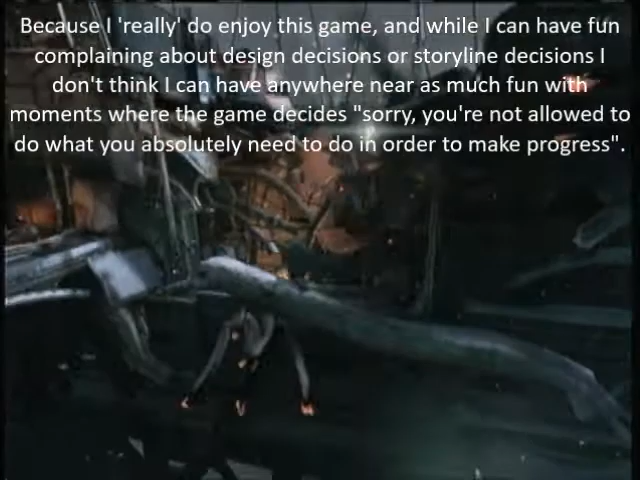 Because I 'really' do enjoy this game, and while I can have fun
complaining about design decisions or storyline decisions I
don't think I can have anywhere near as much fun with
moments where the game decides "sorry, you're not allowed to
do what you absolutely need to do in order to make progress".